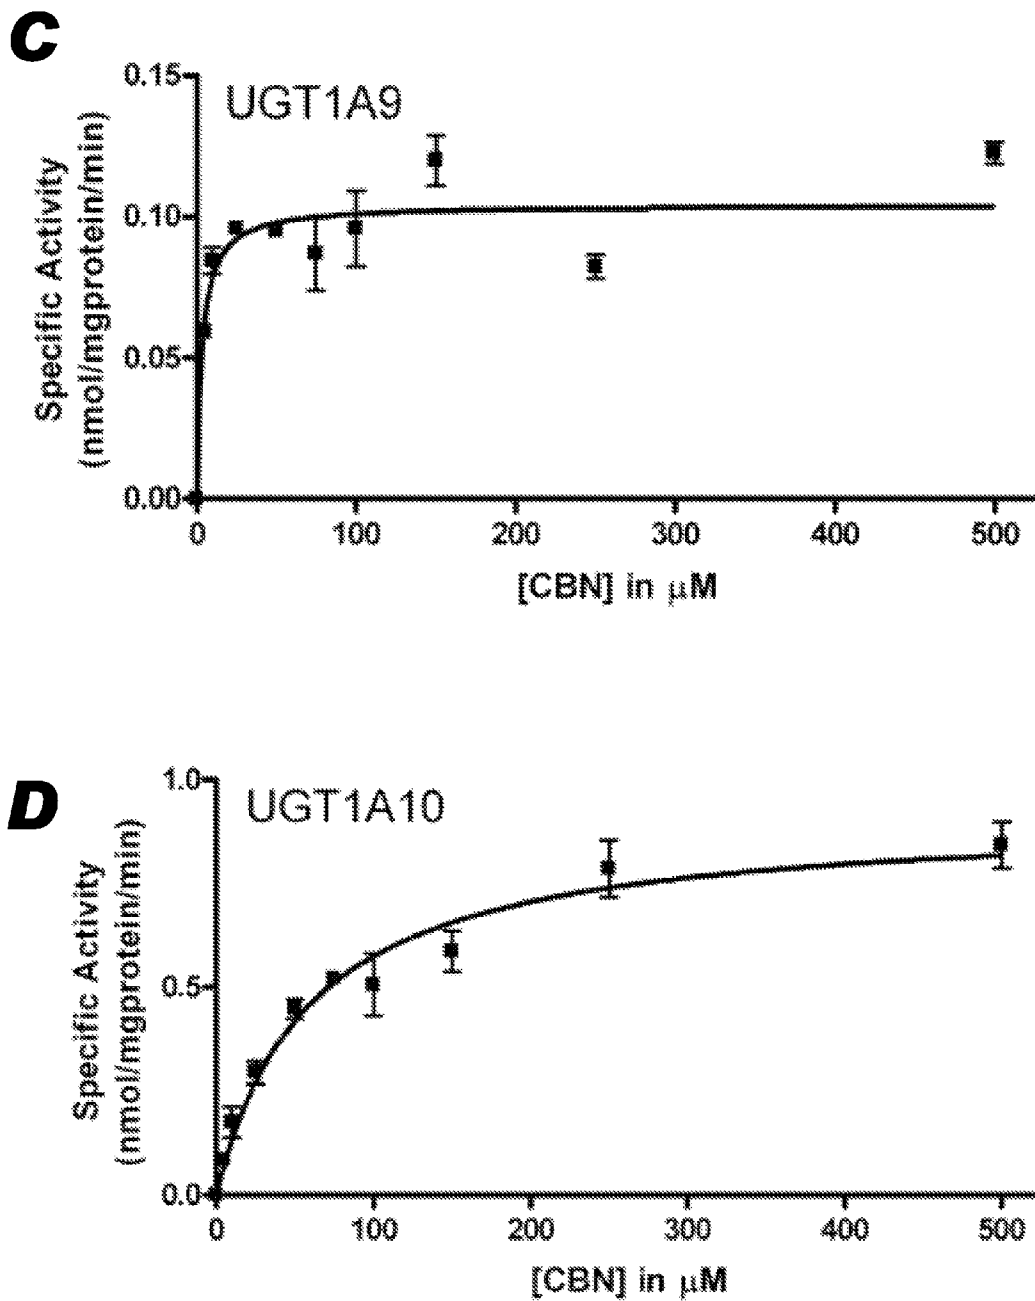 C
UGT1A9
Specific Activity
(nmol/mgprotein/min)
0.15
0.10
0.05
0.00
0 100 200 300 400 500
[CBN] in μM
D
UGT1A10
Specific Activity
(nmol/mgprotein/min)
1.0
0.5
0.0
0 100 200 300 400 500
[CBN] in μM